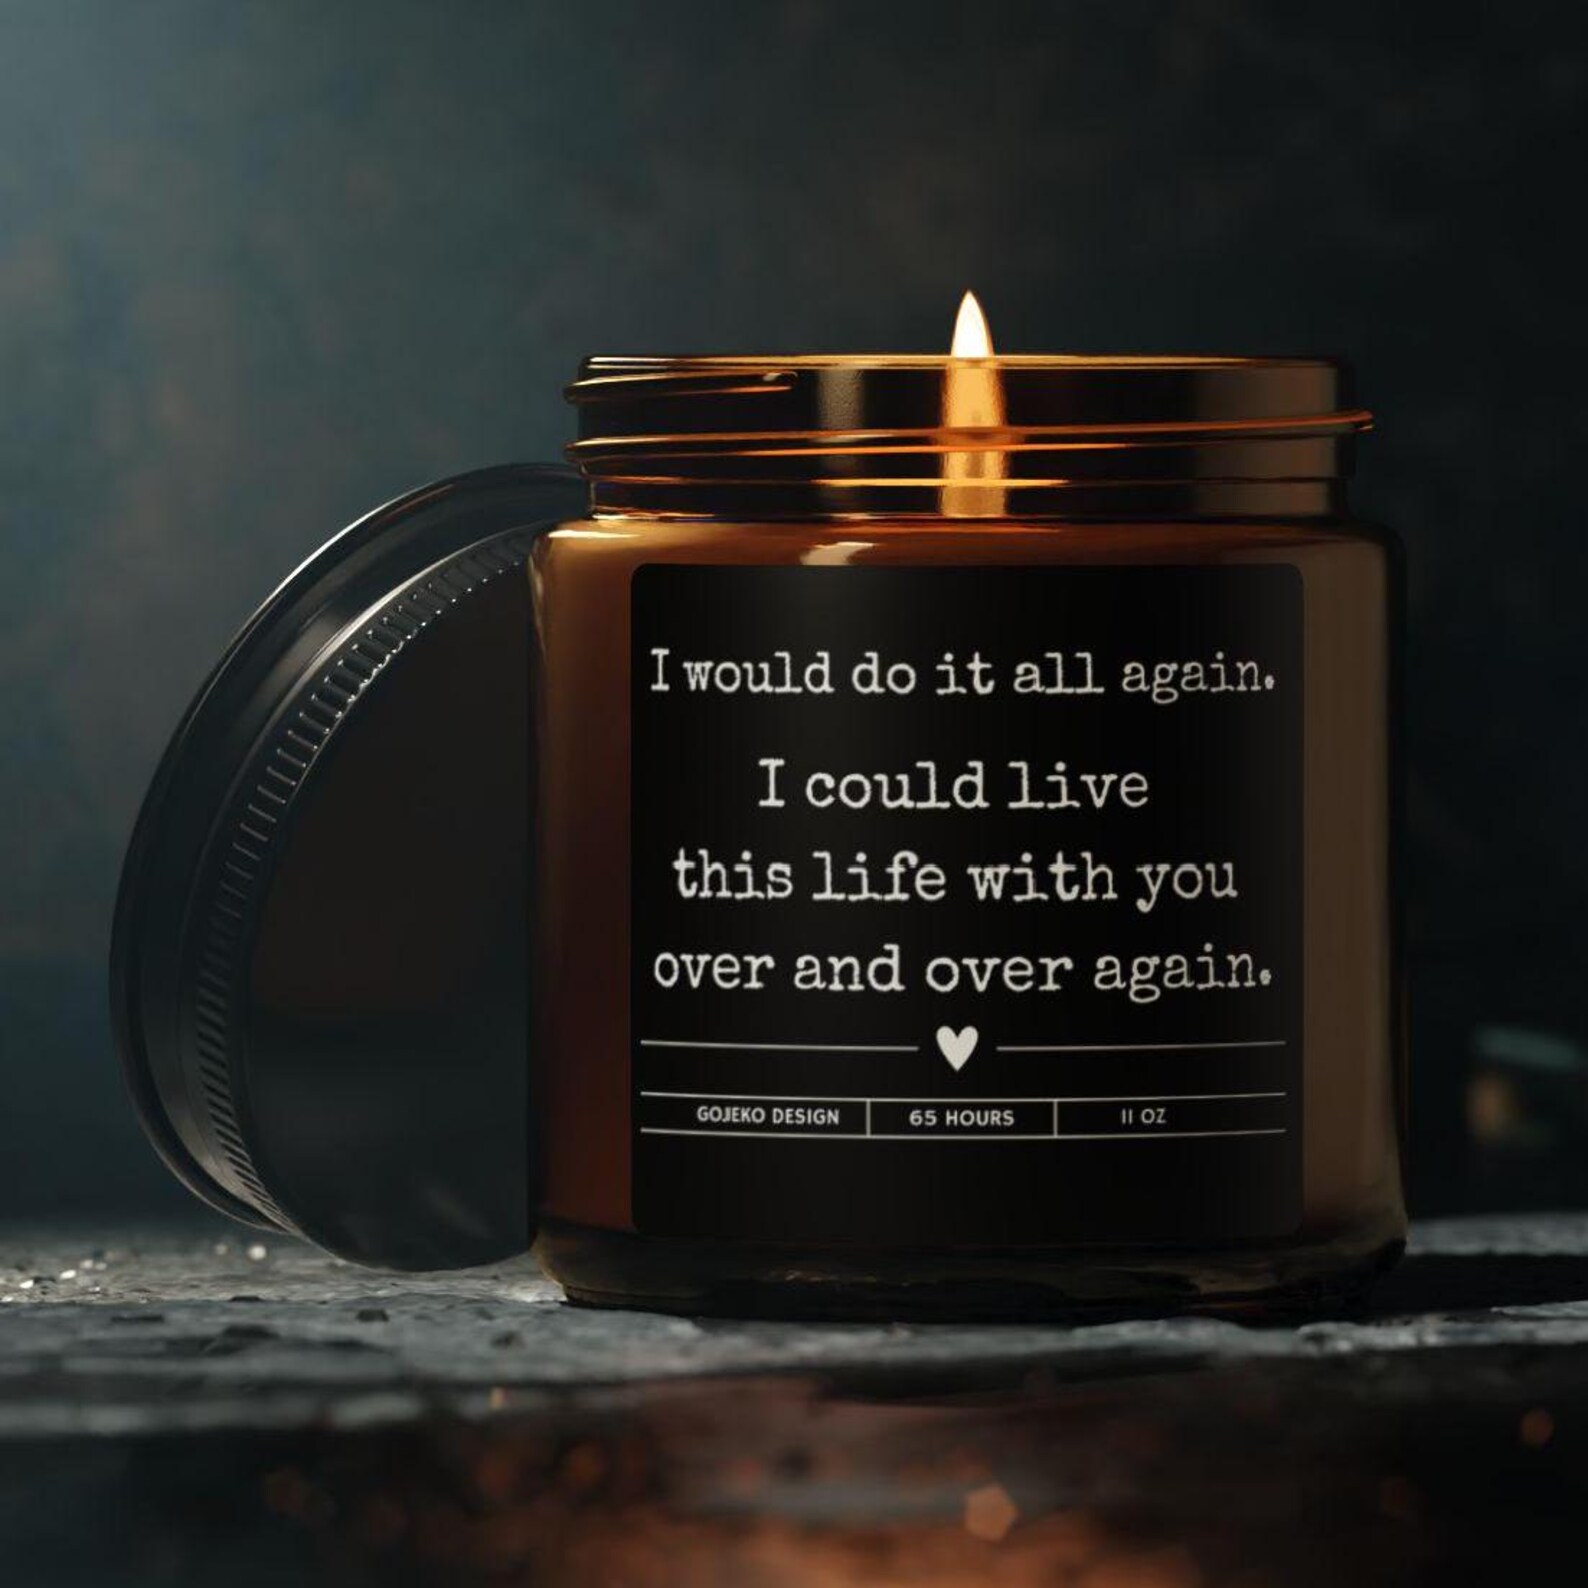 I would do it all again.
I could live
this life with you
over and over again.
GOJEKO DESIGN 65 HOURS 11 OZ